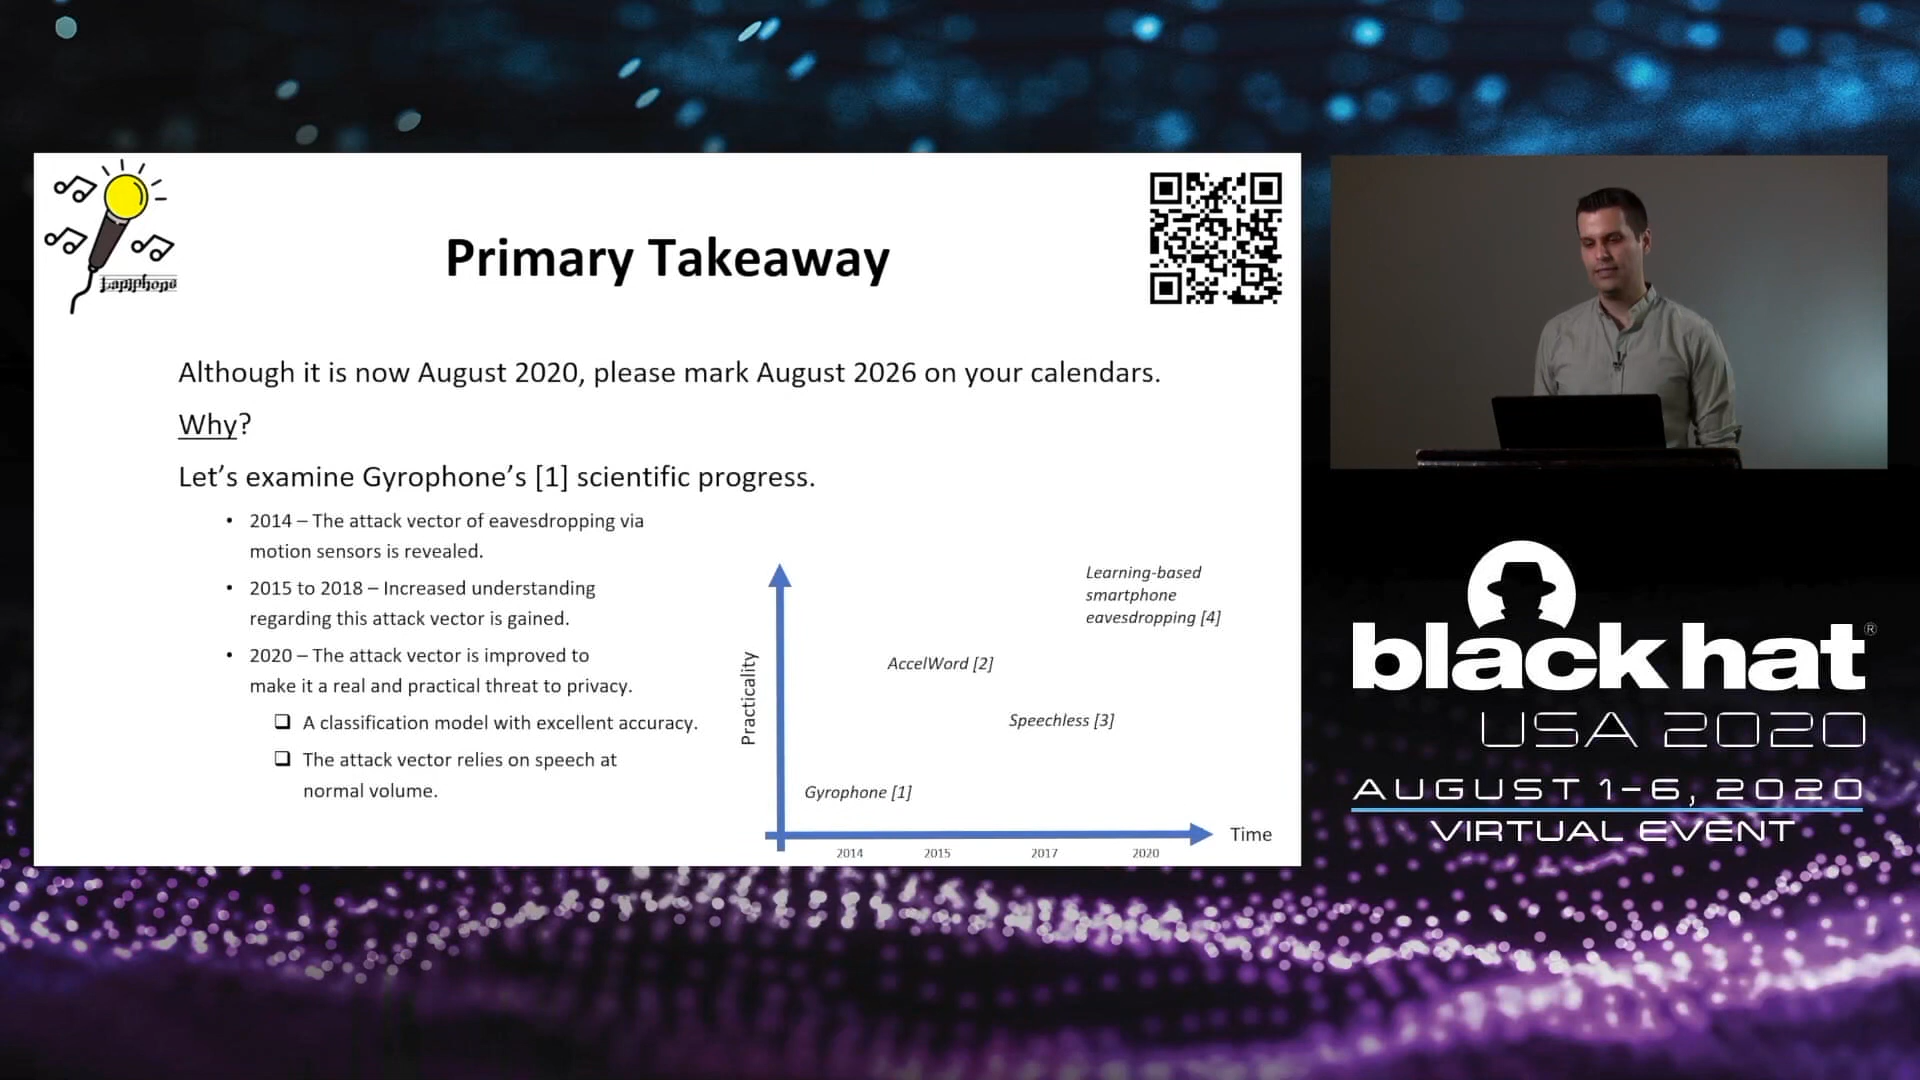 Lamphone
Primary Takeaway
Although it is now August 2020, please mark August 2026 on your calendars.
Why?
Let's examine Gyrophone's [1] scientific progress.
• 2014 – The attack vector of eavesdropping via
motion sensors is revealed.
• 2015 to 2018 – Increased understanding
regarding this attack vector is gained.
• 2020 – The attack vector is improved to
make it a real and practical threat to privacy.
❑ A classification model with excellent accuracy.
❑ The attack vector relies on speech at
normal volume.
Practicality
Learning-based
smartphone
eavesdropping [4]
AccelWord [2]
Speechless [3]
Gyrophone [1]
Time
2014 2015 2017 2020
black hat®
USA 2020
AUGUST 1-6, 2020
VIRTUAL EVENT